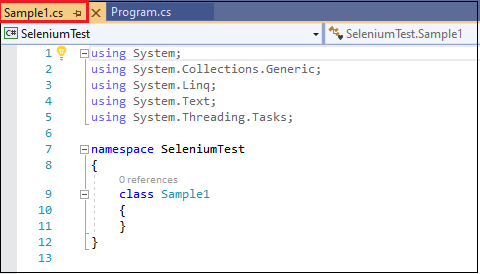 Sample1.cs
Program.cs
C# SeleniumTest
SeleniumTest.Sample1
1 using System;
2 using System.Collections.Generic;
3 using System.Linq;
4 using System.Text;
5 using System.Threading.Tasks;
6
7 namespace SeleniumTest
8 {
0 references
9 class Sample1
10 {
11 }
12 }
13